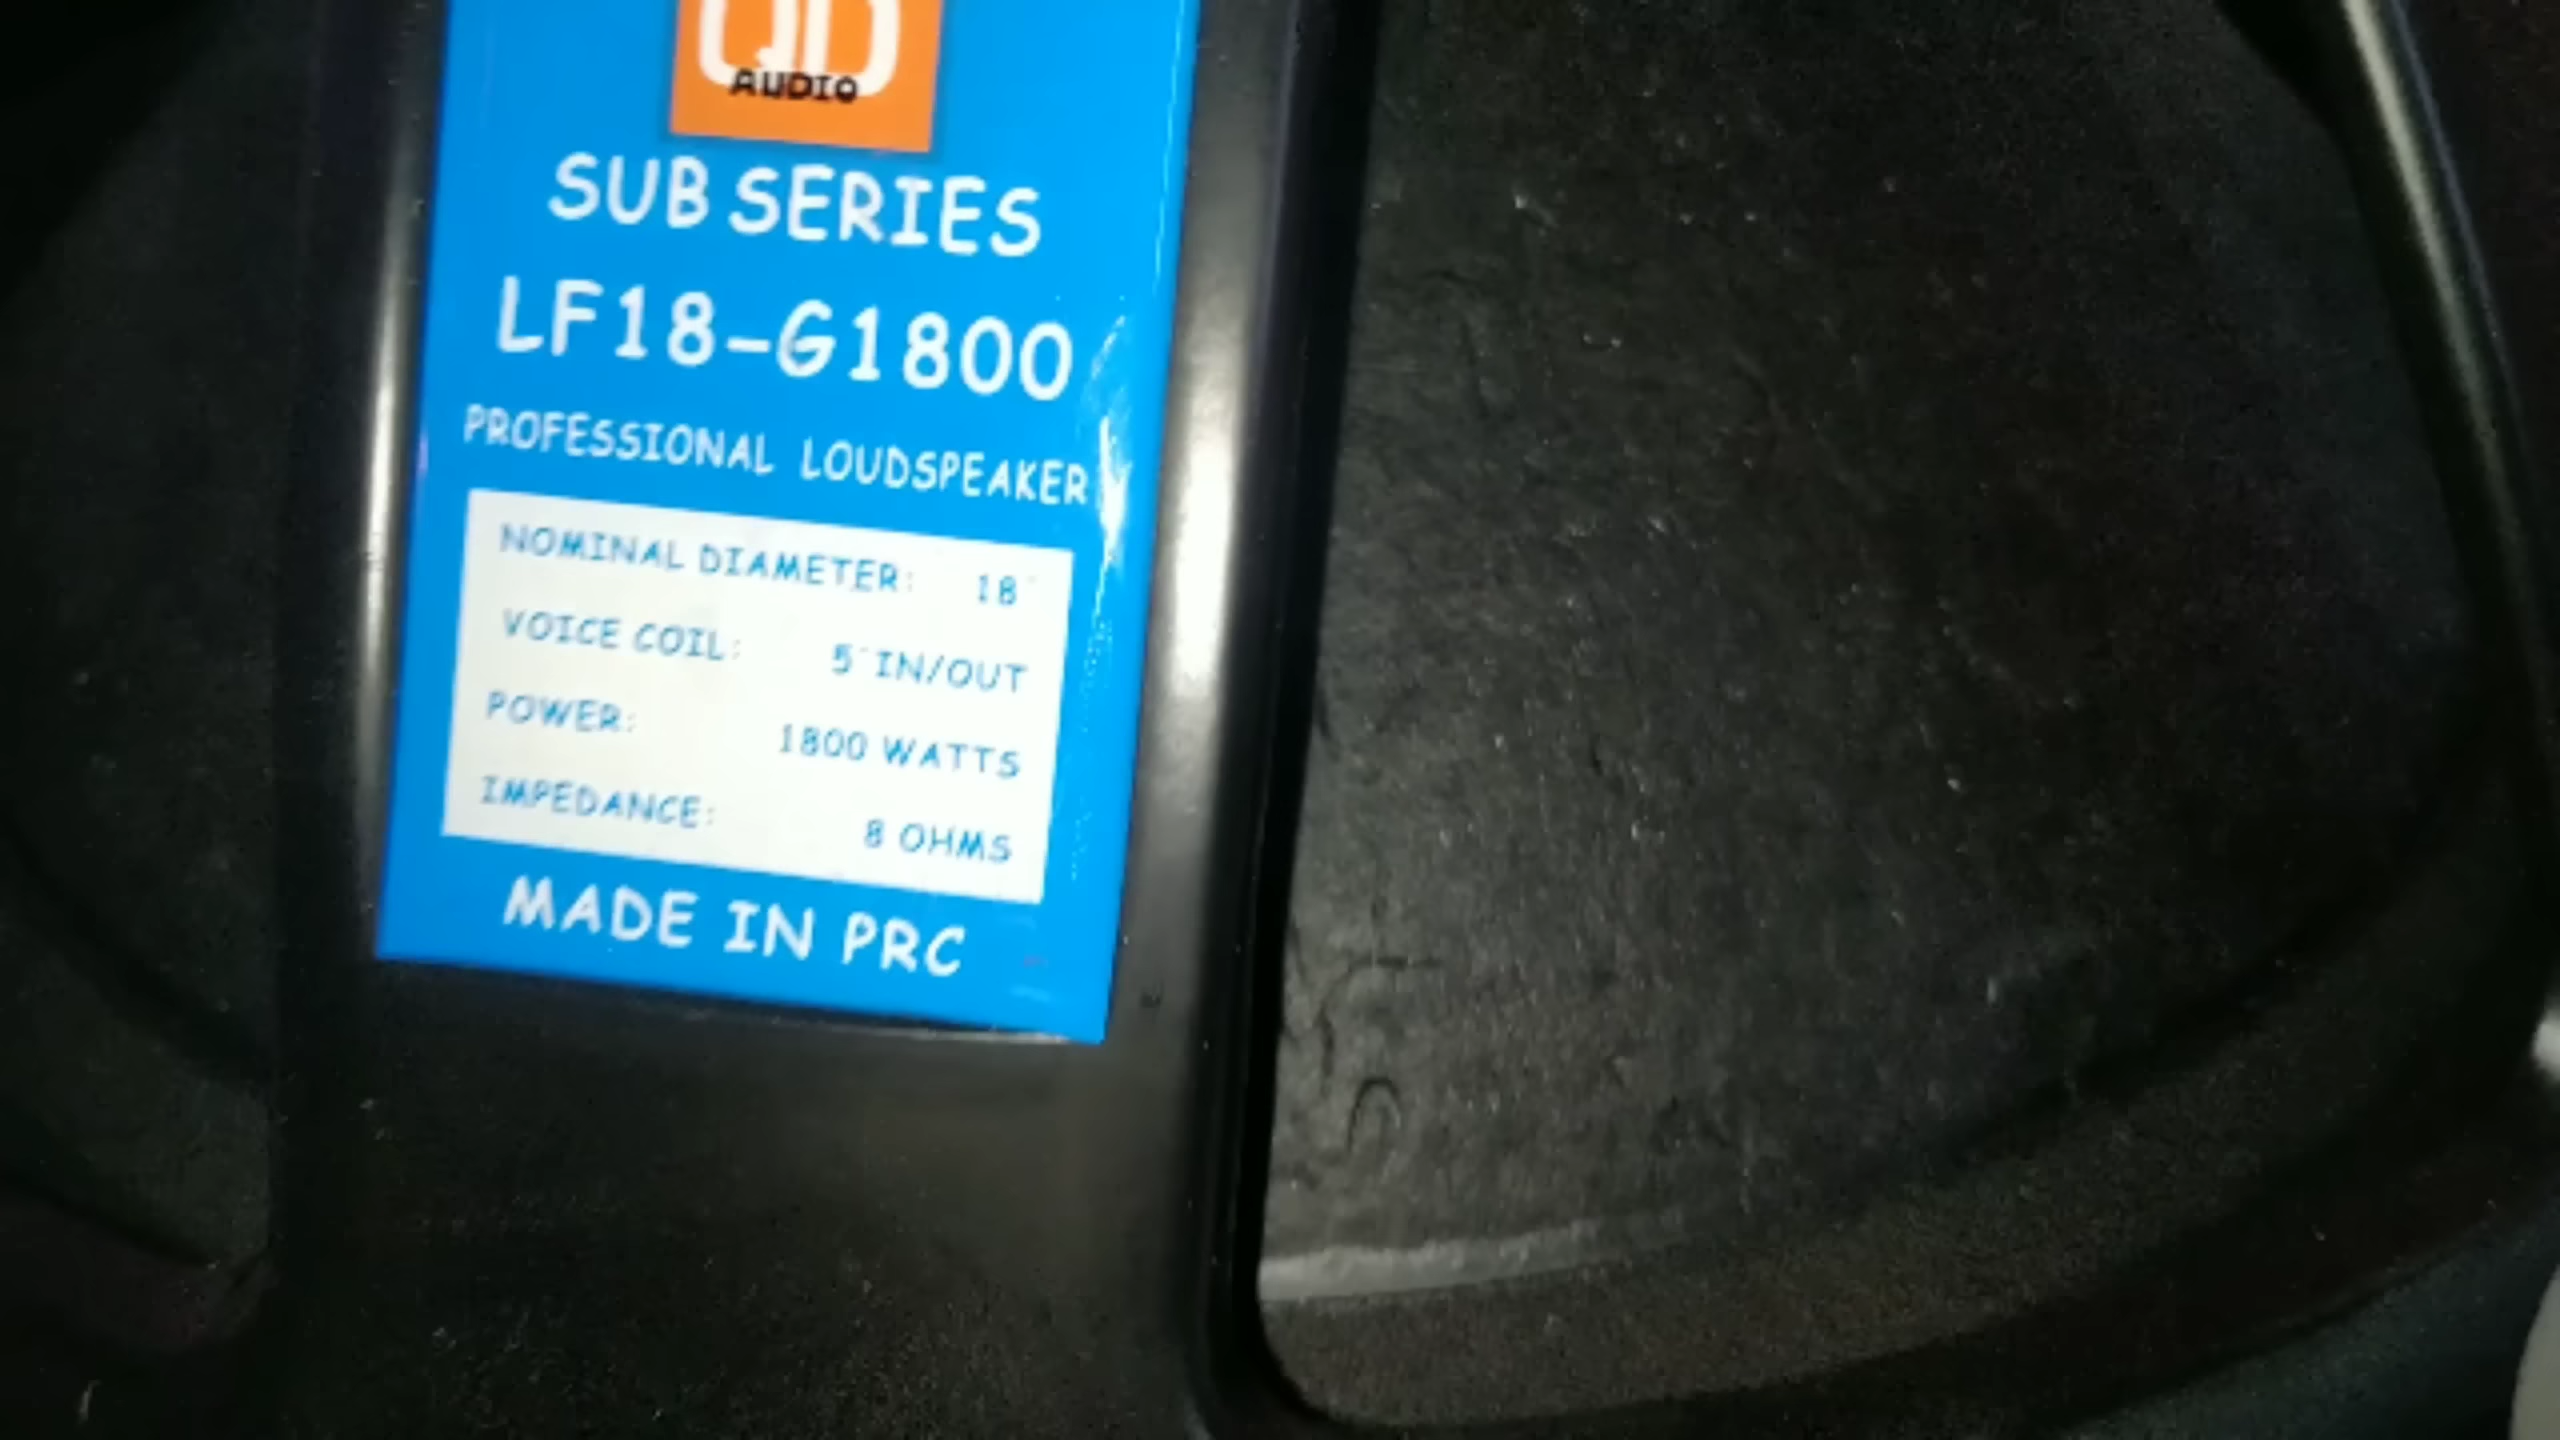 AUDIO
SUB SERIES
LF18-G1800
PROFESSIONAL LOUDSPEAKER
NOMINAL DIAMETER: 18"
VOICE COIL: 5" IN/OUT
POWER: 1800 WATTS
IMPEDANCE: 8 OHMS
MADE IN PRC